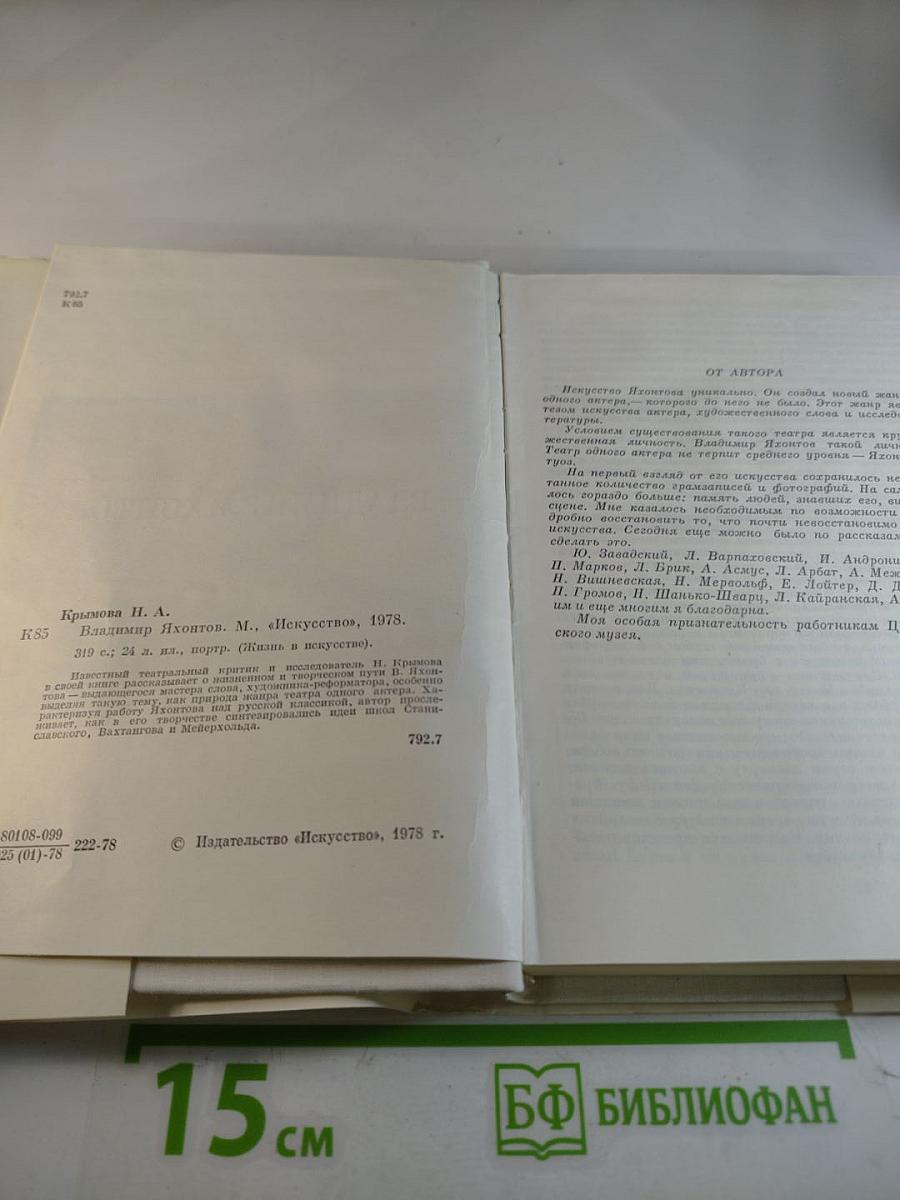 792.7
К85
Крымова Н. А.
К85 Владимир Яхонтов. М., «Искусство», 1978.
319 с.; 24 л. ил., портр. (Жизнь в искусстве).
Известный театральный критик и исследователь Н. Крымова
в своей книге рассказывает о жизненном и творческом пути В. Яхон-
това — выдающегося мастера слова, художника-реформатора, особенно
выделяя такую тему, как природа жанра театра одного актера. Ха-
рактеризуя работу Яхонтова над русской классикой, автор просле-
живает, как в его творчестве синтезировались идеи школ Стани-
славского, Вахтангова и Мейерхольда.
792.7
80108-099
25 (01)-78
222-78
© Издательство «Искусство», 1978 г.
ОТ АВТОРА
Искусство Яхонтова уникально. Он создал новый жан
одного актера,— которого до него не было. Этот жанр яв
тезом искусства актера, художественного слова и исслед
тературы.
Условием существования такого театра является кру
жественная личность. Владимир Яхонтов такой личн
Театр одного актера не терпит среднего уровня — Яхон
туоз.
На первый взгляд от его искусства сохранилось не
танное количество грамзаписей и фотографий. На сам
лось гораздо больше: память людей, знавших его, ви
сцене. Мне казалось необходимым по возможности
дробно восстановить то, что почти невосстановимо
искусства. Сегодня еще можно было по рассказам
сделать это.
Ю. Завадский, Л. Варпаховский, И. Андрони
П. Марков, Л. Брик, А. Асмус, Л. Арбат, А. Меж
Н. Вишневская, Н. Мервольф, Е. Лойтер, Д. Д
П. Громов, Н. Шанько-Шварц, Л. Кайранская, А
им и еще многим я благодарна.
Моя особая признательность работникам Ц
ского музея.
15 см
БФ БИБЛИОФАН